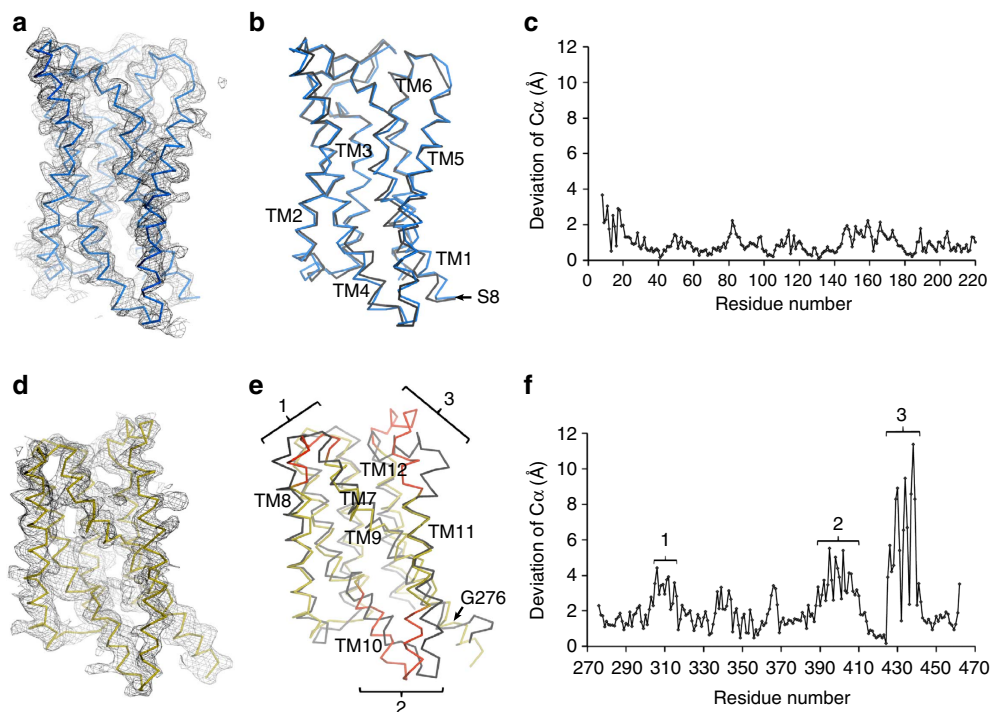 a
b
c
TM6
TM3
TM5
TM2
TM1
TM4
S8
Deviation of Cα (Å)
12
10
8
6
4
2
0
0 20 40 60 80 100 120 140 160 180 200 220
Residue number
d
e
f
1
3
TM12
TM8
TM7
TM9
TM11
G276
TM10
2
Deviation of Cα (Å)
12
10
8
6
4
2
0
1
2
3
270 290 310 330 350 370 390 410 430 450 470
Residue number